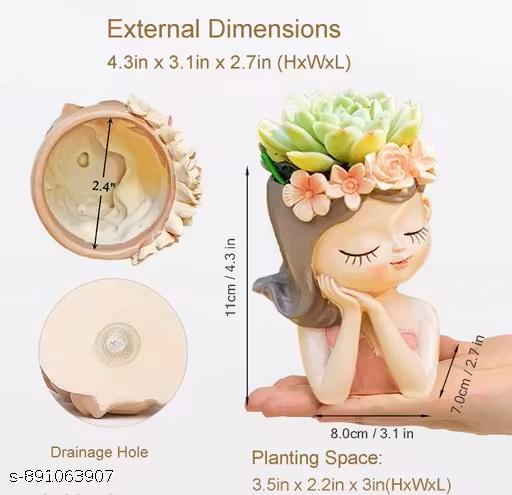 External Dimensions
4.3in x 3.1in x 2.7in (HxWxL)
2.4"
11cm / 4.3 in
7.0cm / 2.7 in
8.0cm / 3.1 in
Drainage Hole
Planting Space:
s-891063907
3.5in x 2.2in x 3in(HxWxL)